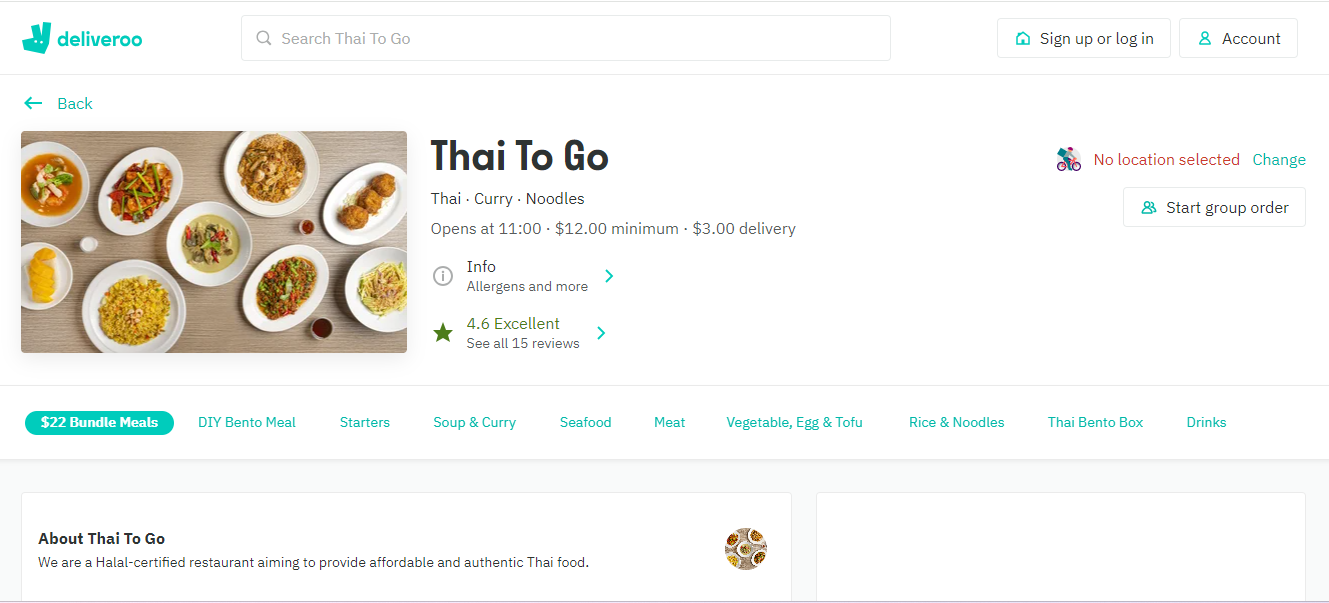 deliveroo
Search Thai To Go
Sign up or log in
Account
Back
Thai To Go
Thai · Curry · Noodles
Opens at 11:00 · $12.00 minimum · $3.00 delivery
Info
Allergens and more
4.6 Excellent
See all 15 reviews
No location selected Change
Start group order
$22 Bundle Meals DIY Bento Meal Starters Soup & Curry Seafood Meat Vegetable, Egg & Tofu Rice & Noodles Thai Bento Box Drinks
About Thai To Go
We are a Halal-certified restaurant aiming to provide affordable and authentic Thai food.